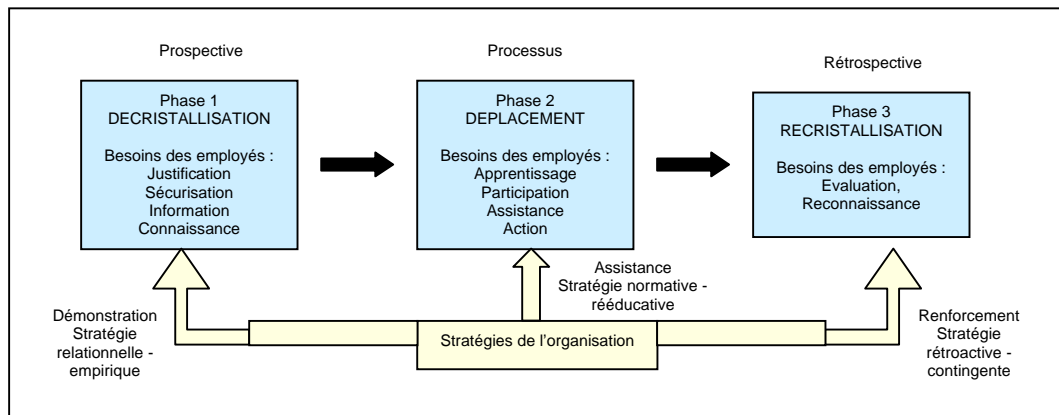 Prospective
Processus
Rétrospective
Phase 1
DECRISTALLISATION
Besoins des employés :
Justification
Sécurisation
Information
Connaissance
Phase 2
DEPLACEMENT
Besoins des employés :
Apprentissage
Participation
Assistance
Action
Phase 3
RECRISTALLISATION
Besoins des employés :
Evaluation,
Reconnaissance
Démonstration
Stratégie
relationnelle -
empirique
Assistance
Stratégie normative -
rééducative
Stratégies de l'organisation
Renforcement
Stratégie
rétroactive -
contingente